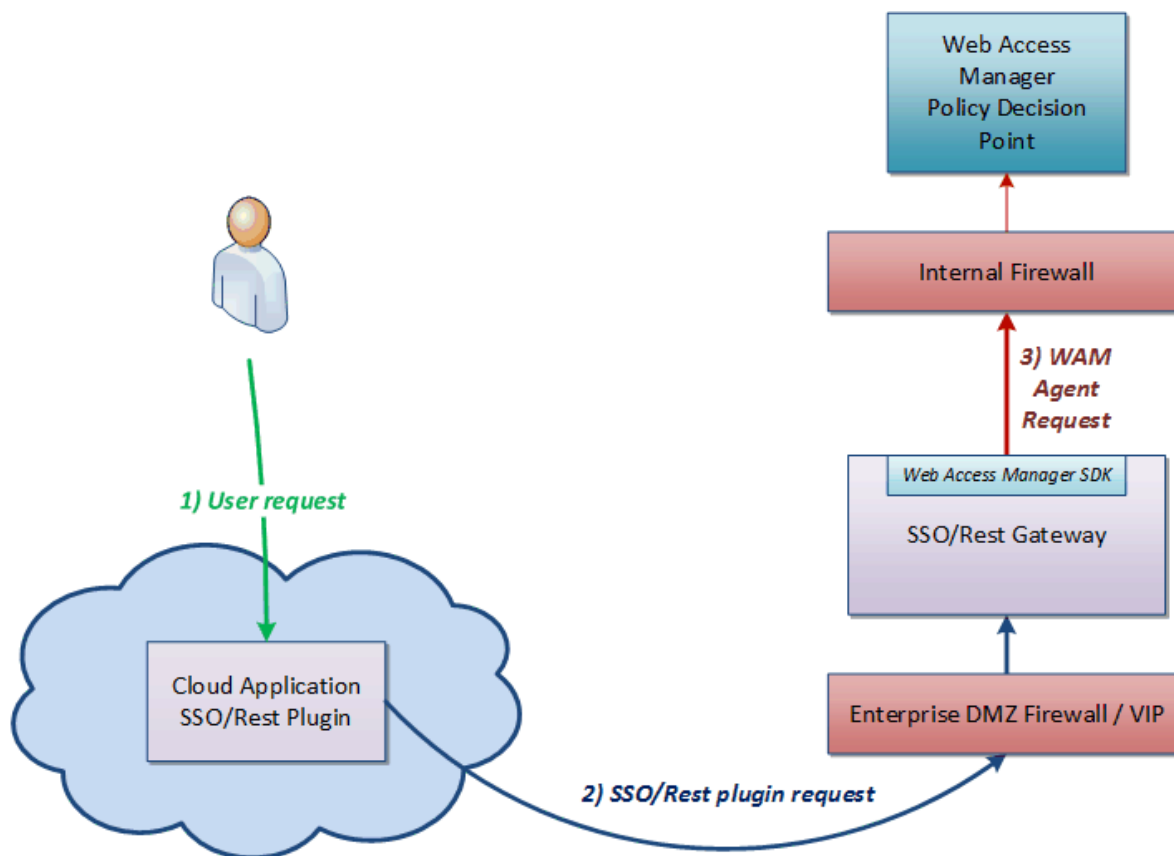 Web Access
Manager
Policy Decision
Point
Internal Firewall
3) WAM
Agent
Request
Web Access Manager SDK
SSO/Rest Gateway
1) User request
Cloud Application
SSO/Rest Plugin
Enterprise DMZ Firewall / VIP
2) SSO/Rest plugin request